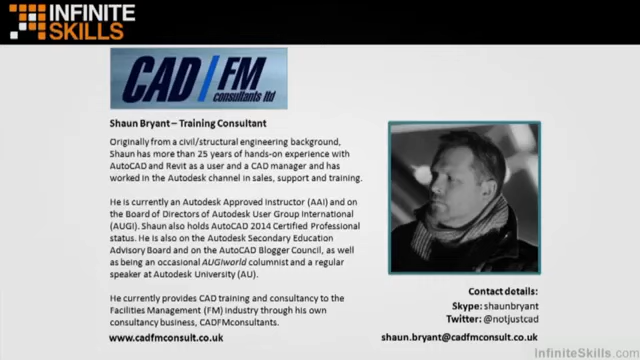 INFINITE
SKILLS
CAD/FM
consultants ltd
Shaun Bryant – Training Consultant
Originally from a civil/structural engineering background,
Shaun has more than 25 years of hands-on experience with
AutoCAD and Revit as a user and a CAD manager and has
worked in the Autodesk channel in sales, support and training.
He is currently an Autodesk Approved Instructor (AAI) and on
the Board of Directors of Autodesk User Group International
(AUGI). Shaun also holds AutoCAD 2014 Certified Professional
status. He is also on the Autodesk Secondary Education
Advisory Board and on the AutoCAD Blogger Council, as well
as being an occasional AUGIworld columnist and a regular
speaker at Autodesk University (AU).
He currently provides CAD training and consultancy to the
Facilities Management (FM) industry through his own
consultancy business, CADFMconsultants.
www.cadfmconsult.co.uk
Contact details:
Skype: shaunbryant
Twitter: @notjustcad
shaun.bryant@cadfmconsult.co.uk
InfiniteSkills.com